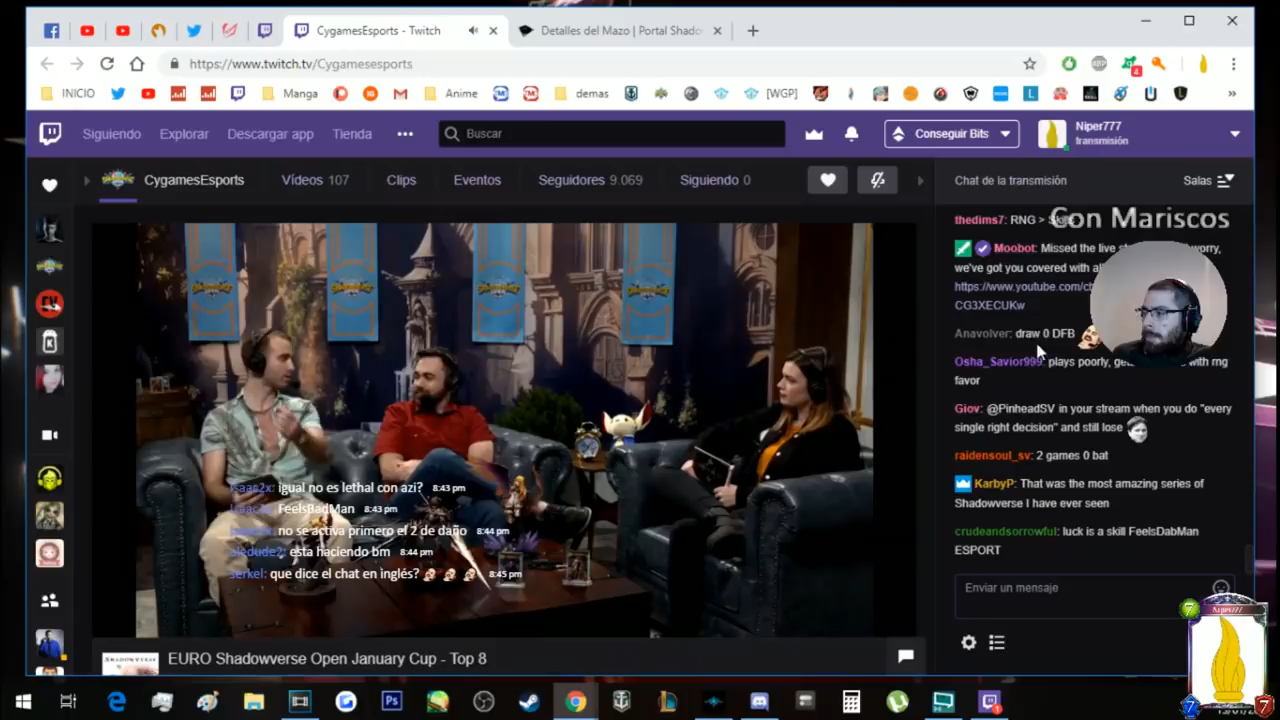 CygamesEsports - Twitch
Detalles del Mazo | Portal Shado
https://www.twitch.tv/Cygamesesports
INICIO
Manga
Anime
demas
[WGP]
Siguiendo
Explorar
Descargar app
Tienda
Buscar
Conseguir Bits
Niper777
transmisión
CygamesEsports
Vídeos 107
Clips
Eventos
Seguidores 9.069
Siguiendo 0
Chat de la transmisión
Salas
Con Mariscos
thedims7: RNG >
Moobot: Missed the live
we've got you covered with
https://www.youtube.com/
CG3XECUKw
Anavolver: draw 0 DFB
Osha_Savior999: plays poorly, with rng
favor
Giov: @PinheadSV in your stream when you do "every
single right decision" and still lose
raidensoul_sv: 2 games 0 bat
KarbyP: That was the most amazing series of
Shadowverse I have ever seen
crudeandsorrowful: luck is a skill FeelsDabMan
ESPORT
Enviar un mensaje
igual no es lethal con azi? 8:43 pm
FeelsBadMan 8:43 pm
no se activa primero el 2 de daño 8:44 pm
esta haciendo bm 8:44 pm
serkel: que dice el chat en inglés? 8:45 pm
EURO Shadowverse Open January Cup - Top 8
SHADOWVERSE
7
Niper777
7
7